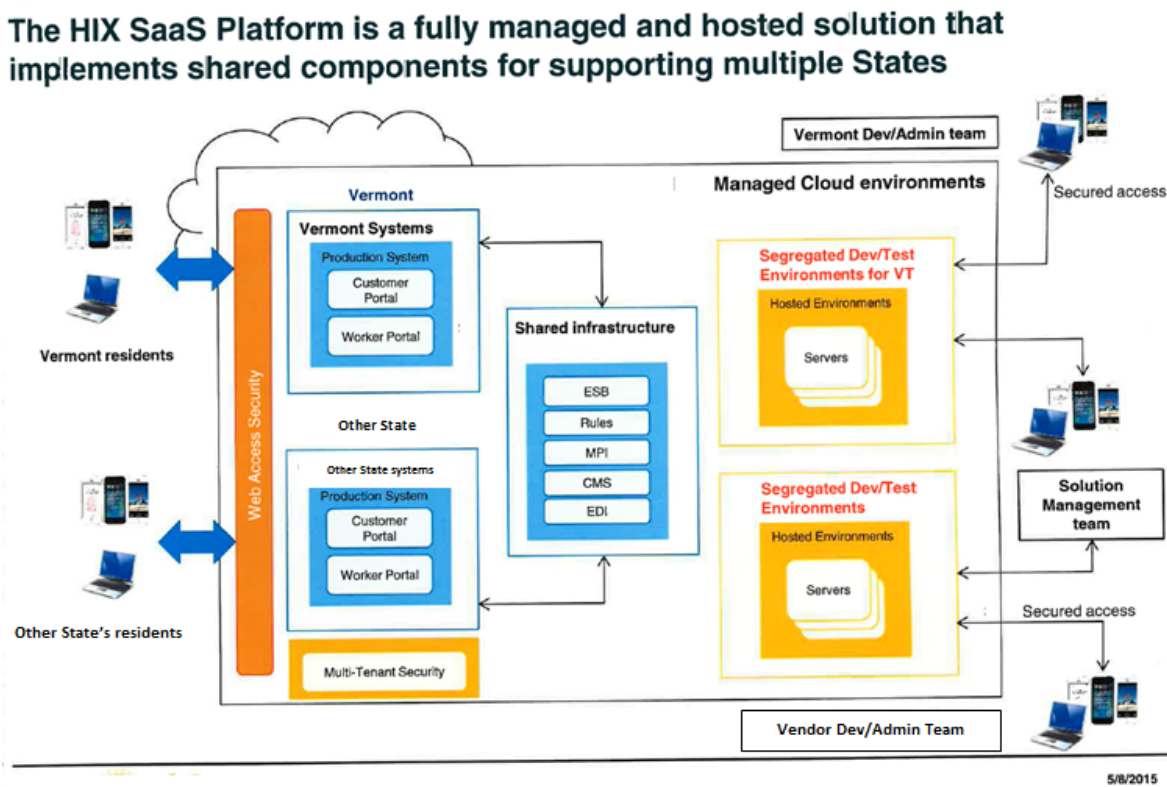 The HIX SaaS Platform is a fully managed and hosted solution that
implements shared components for supporting multiple States
Vermont Dev/Admin team
Secured access
Managed Cloud environments
Vermont
Vermont Systems
Production System
Customer
Portal
Worker Portal
Vermont residents
Web Access Security
Other State
Other State systems
Production System
Customer
Portal
Worker Portal
Other State's residents
Multi-Tenant Security
Shared infrastructure
ESB
Rules
MPI
CMS
EDI
Segregated Dev/Test
Environments for VT
Hosted Environments
Servers
Segregated Dev/Test
Environments
Hosted Environments
Servers
Solution
Management
team
Secured access
Vendor Dev/Admin Team
5/8/2015